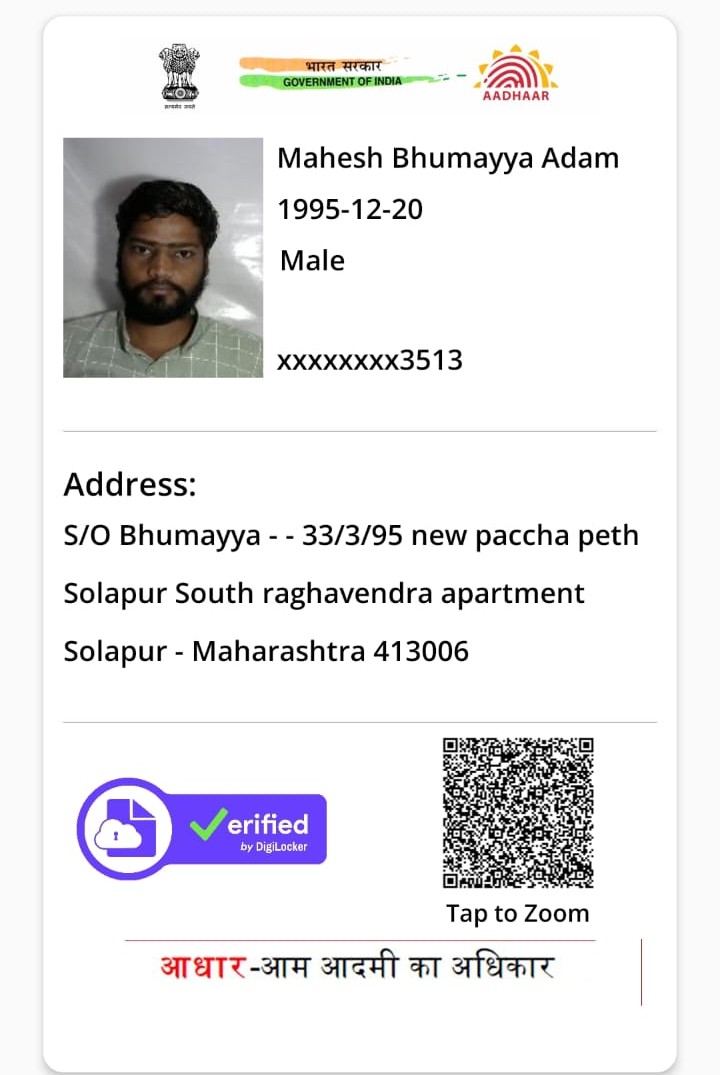 सत्यमेव जयते
भारत सरकार
GOVERNMENT OF INDIA
AADHAAR
Mahesh Bhumayya Adam
1995-12-20
Male
xxxxxxxx3513
Address:
S/O Bhumayya - - 33/3/95 new paccha peth
Solapur South raghavendra apartment
Solapur - Maharashtra 413006
Verified
by DigiLocker
Tap to Zoom
आधार-आम आदमी का अधिकार